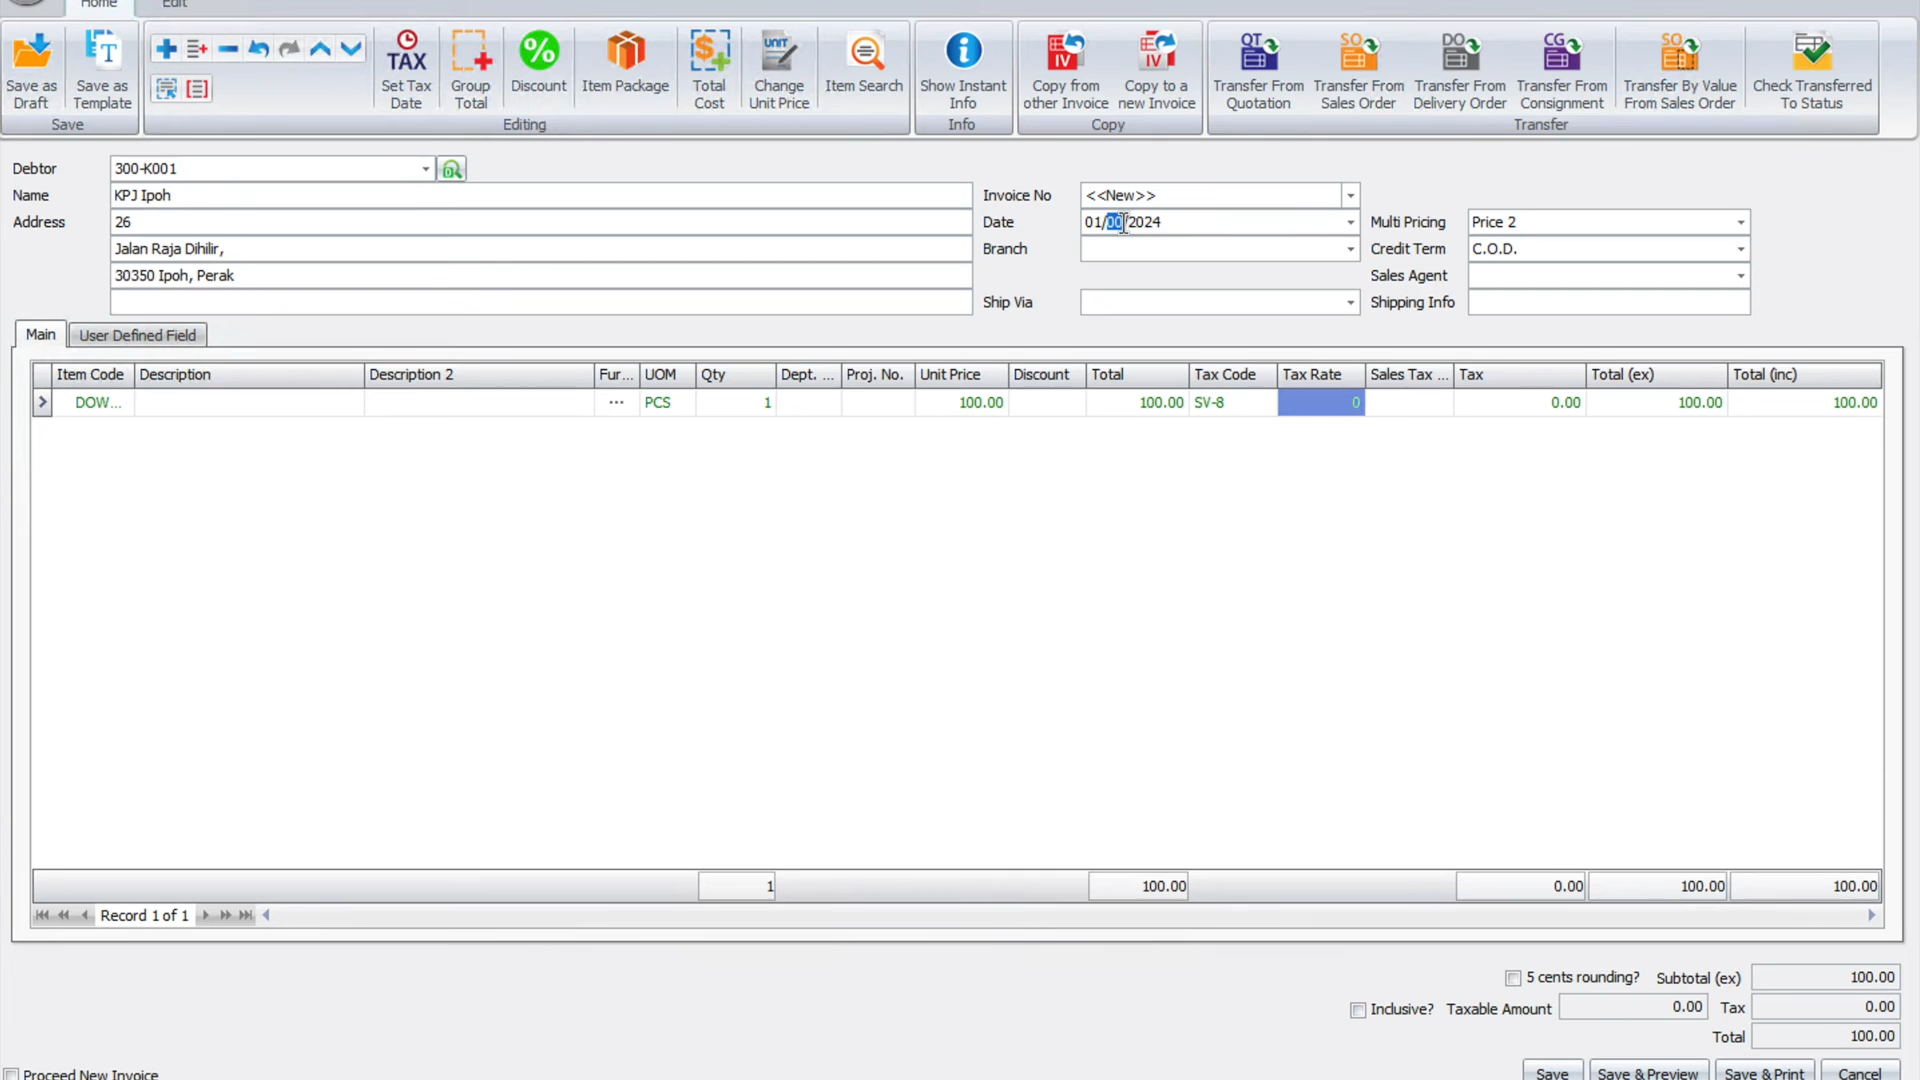 Home Edit
Save as Draft
Save as Template
Save
TAX
Set Tax Date
Group Total
%
Discount
Item Package
Total Cost
UNIT
Change Unit Price
Item Search
Editing
Show Instant Info
Info
IV
Copy from other Invoice
IV
Copy to a new Invoice
Copy
QT
Transfer From Quotation
SO
Transfer From Sales Order
DO
Transfer From Delivery Order
CG
Transfer From Consignment
SO
Transfer By Value From Sales Order
Check Transferred To Status
Transfer
Debtor 300-K001
Name KPJ Ipoh
Invoice No <<New>>
Address 26
Date 01/00/2024
Multi Pricing Price 2
Jalan Raja Dihilir,
Branch
Credit Term C.O.D.
30350 Ipoh, Perak
Sales Agent
Ship Via
Shipping Info
Main User Defined Field
Item Code Description Description 2 Fur... UOM Qty Dept. ... Proj. No. Unit Price Discount Total Tax Code Tax Rate Sales Tax ... Tax Total (ex) Total (inc)
DOW... ... PCS 1 100.00 100.00 SV-8 0 0.00 100.00 100.00
1 100.00 0.00 100.00 100.00
Record 1 of 1
5 cents rounding? Subtotal (ex) 100.00
Inclusive? Taxable Amount 0.00 Tax 0.00
Total 100.00
Proceed New Invoice
Save Save & Preview Save & Print Cancel